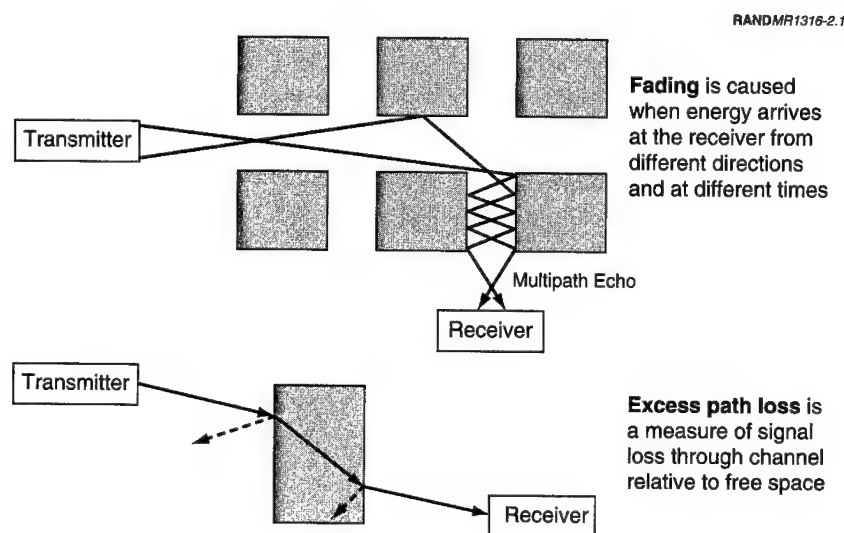 RANDMR1316-2.1
Transmitter
Fading is caused
when energy arrives
at the receiver from
different directions
and at different times
Multipath Echo
Receiver
Transmitter
Excess path loss is
a measure of signal
loss through channel
relative to free space
Receiver